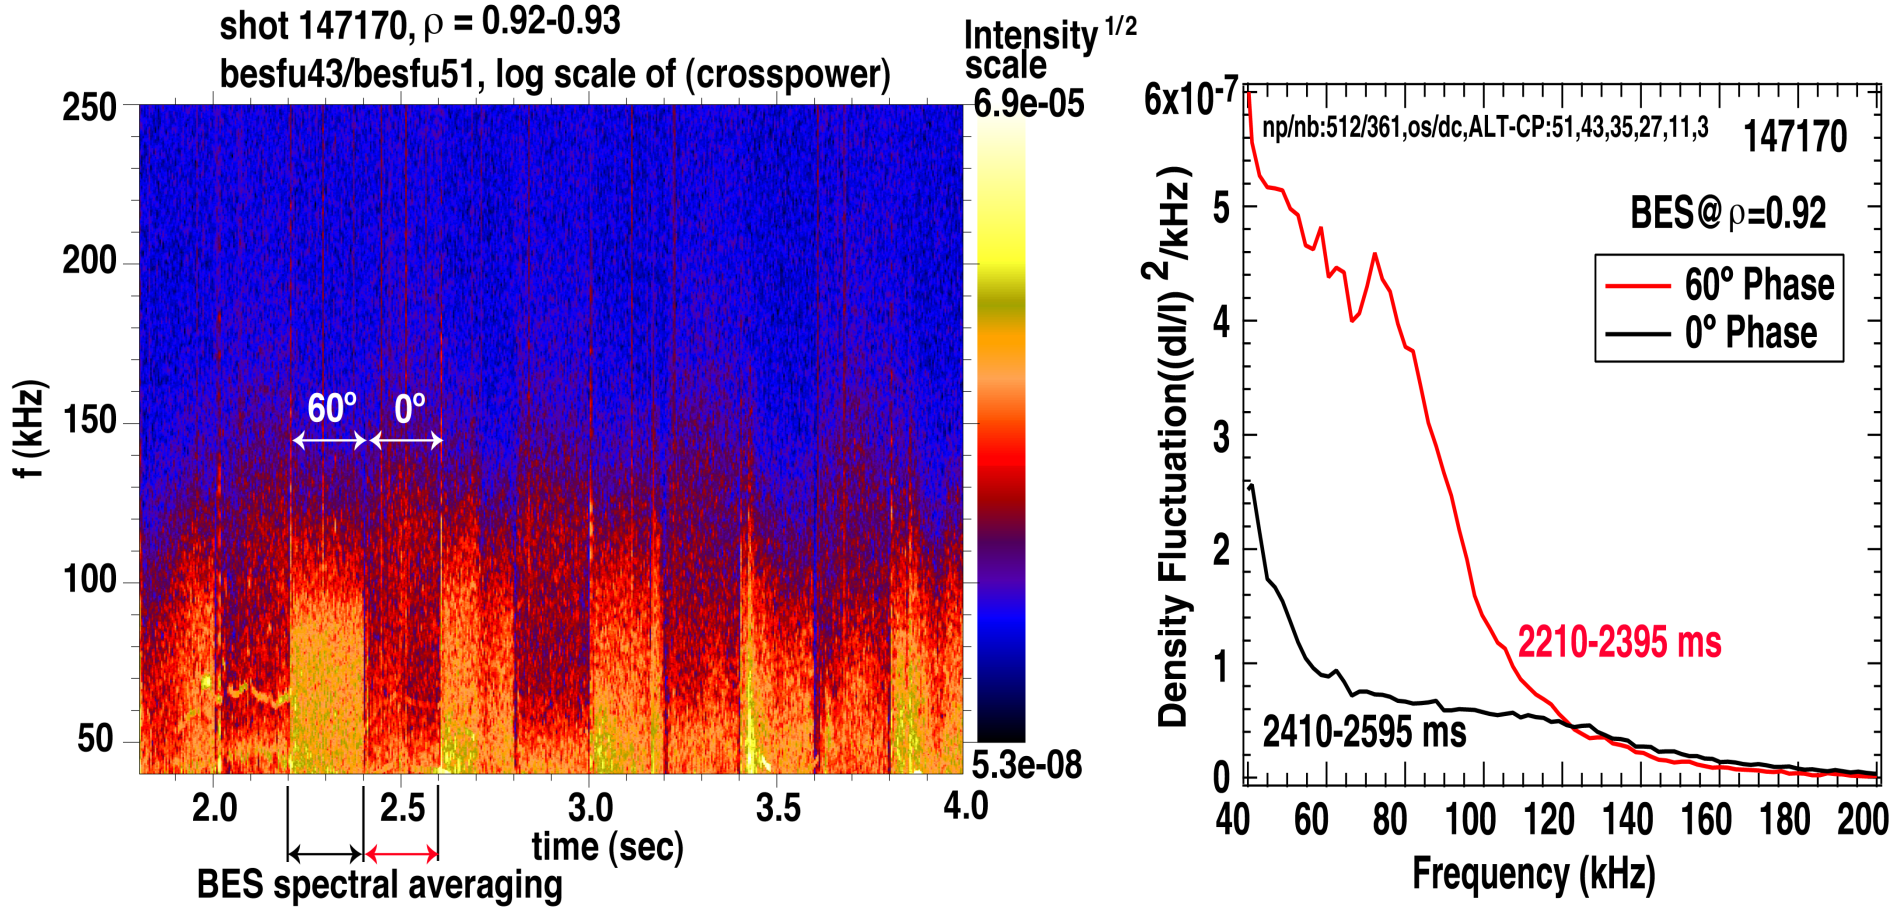 shot 147170, ρ = 0.92-0.93
besfu43/besfu51, log scale of (crosspower)
Intensity 1/2
scale
6.9e-05
5.3e-08
250
200
150
100
50
f (kHz)
60º
0º
2.0
2.5
3.0
3.5
4.0
time (sec)
BES spectral averaging
6x10-7
5
4
3
2
1
0
Density Fluctuation((dI/I) 2/kHz)
np/nb:512/361,os/dc,ALT-CP:51,43,35,27,11,3
147170
BES@ρ=0.92
60º Phase
0º Phase
2210-2395 ms
2410-2595 ms
40
60
80
100
120
140
160
180
200
Frequency (kHz)